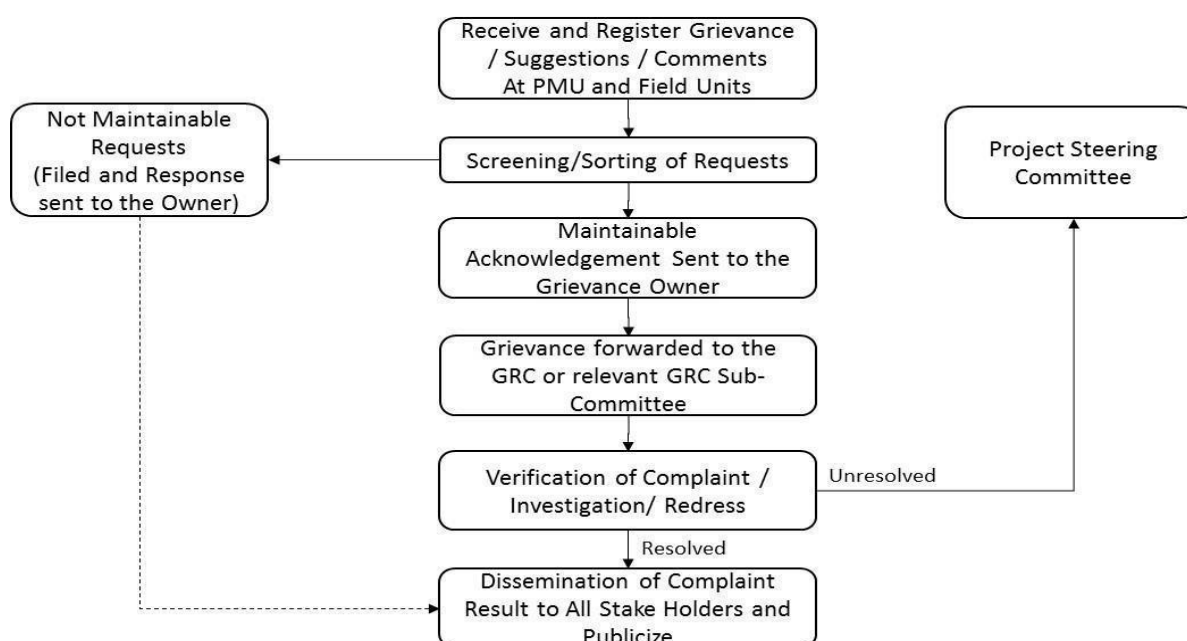 Receive and Register Grievance
/ Suggestions / Comments
At PMU and Field Units
Not Maintainable
Requests
(Filed and Response
sent to the Owner)
Screening/Sorting of Requests
Project Steering
Committee
Maintainable
Acknowledgement Sent to the
Grievance Owner
Grievance forwarded to the
GRC or relevant GRC Sub-
Committee
Verification of Complaint /
Investigation/ Redress
Unresolved
Resolved
Dissemination of Complaint
Result to All Stake Holders and
Publicize